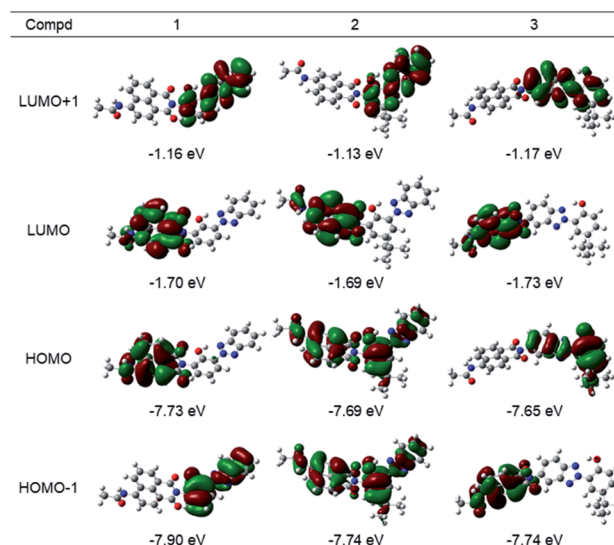 Compd 1 2 3
LUMO+1
-1.16 eV -1.13 eV -1.17 eV
LUMO
-1.70 eV -1.69 eV -1.73 eV
HOMO
-7.73 eV -7.69 eV -7.65 eV
HOMO-1
-7.90 eV -7.74 eV -7.74 eV